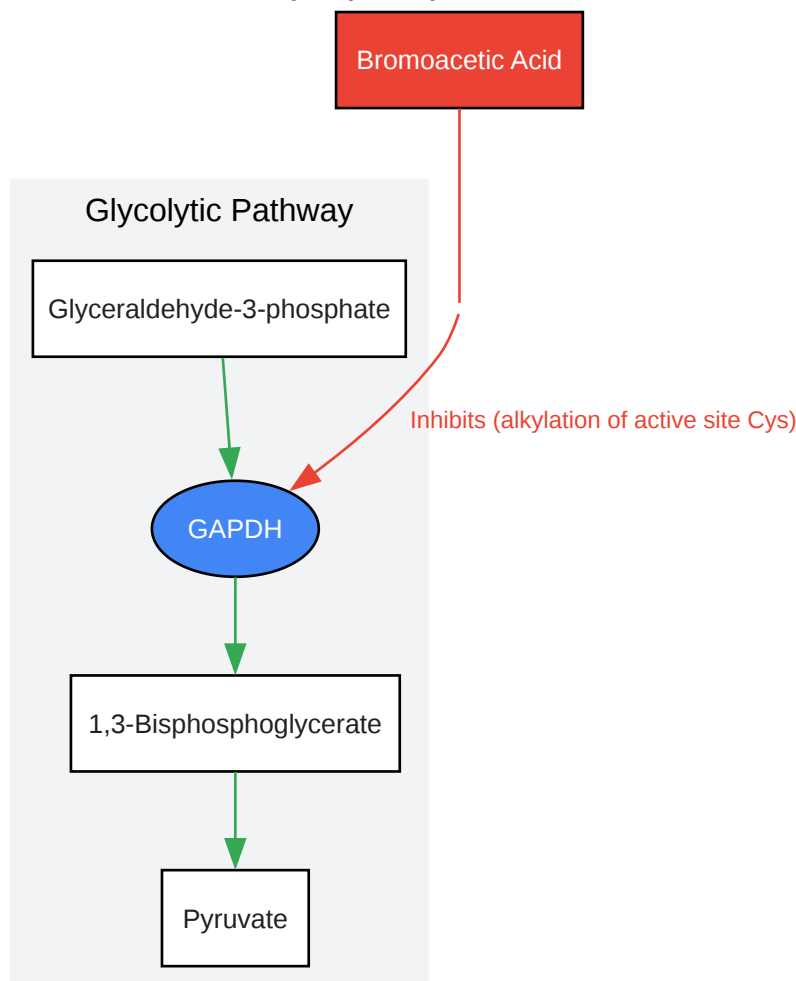 Bromoacetic Acid
Glycolytic Pathway
Glyceraldehyde-3-phosphate
Inhibits (alkylation of active site Cys)
GAPDH
1,3-Bisphosphoglycerate
Pyruvate